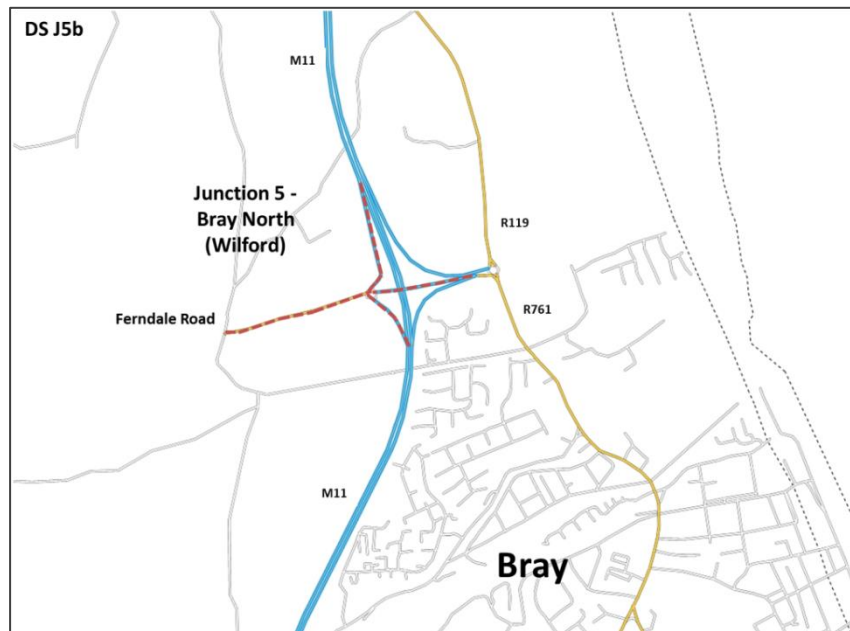 DS J5b
M11
Junction 5 -
Bray North
(Wilford)
R119
R761
Ferndale Road
M11
Bray